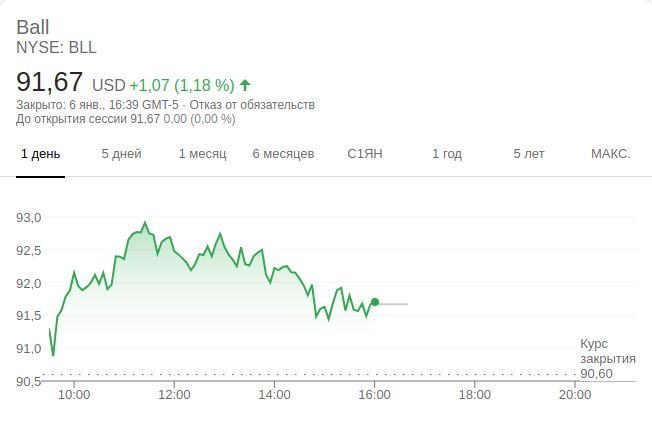 Ball
NYSE: BLL
91,67 USD +1,07 (1,18 %)
Закрыто: 6 янв., 16:39 GMT-5 · Отказ от обязательств
До открытия сессии 91,67 0,00 (0,00 %)
1 день 5 дней 1 месяц 6 месяцев С1ЯН 1 год 5 лет МАКС.
93,0
92,5
92,0
91,5
91,0
90,5
Курс
закрытия
90,60
10:00 12:00 14:00 16:00 18:00 20:00